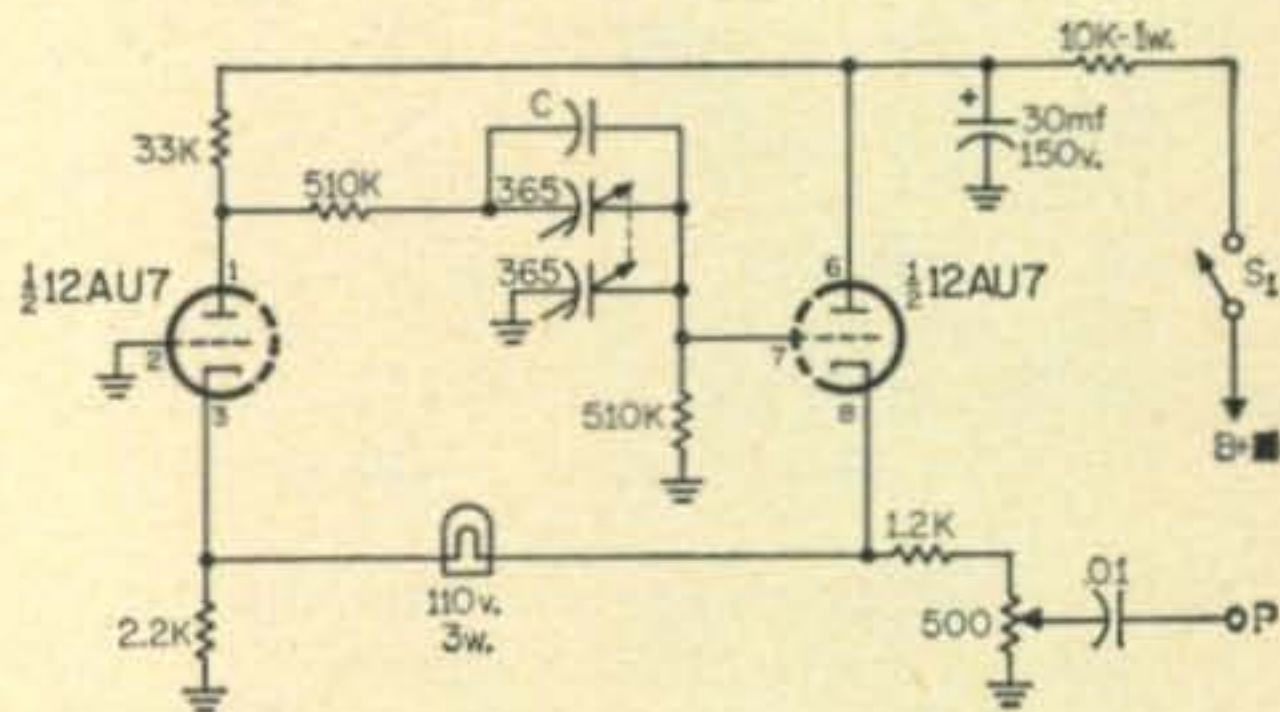 10K-1w.
C
+
30mf
150v.
33K
510K
365
365
1
6
½12AU7
½12AU7
S1
2
7
3
8
510K
B+
1.2K
110v.
3w.
.01
2.2K
500
P